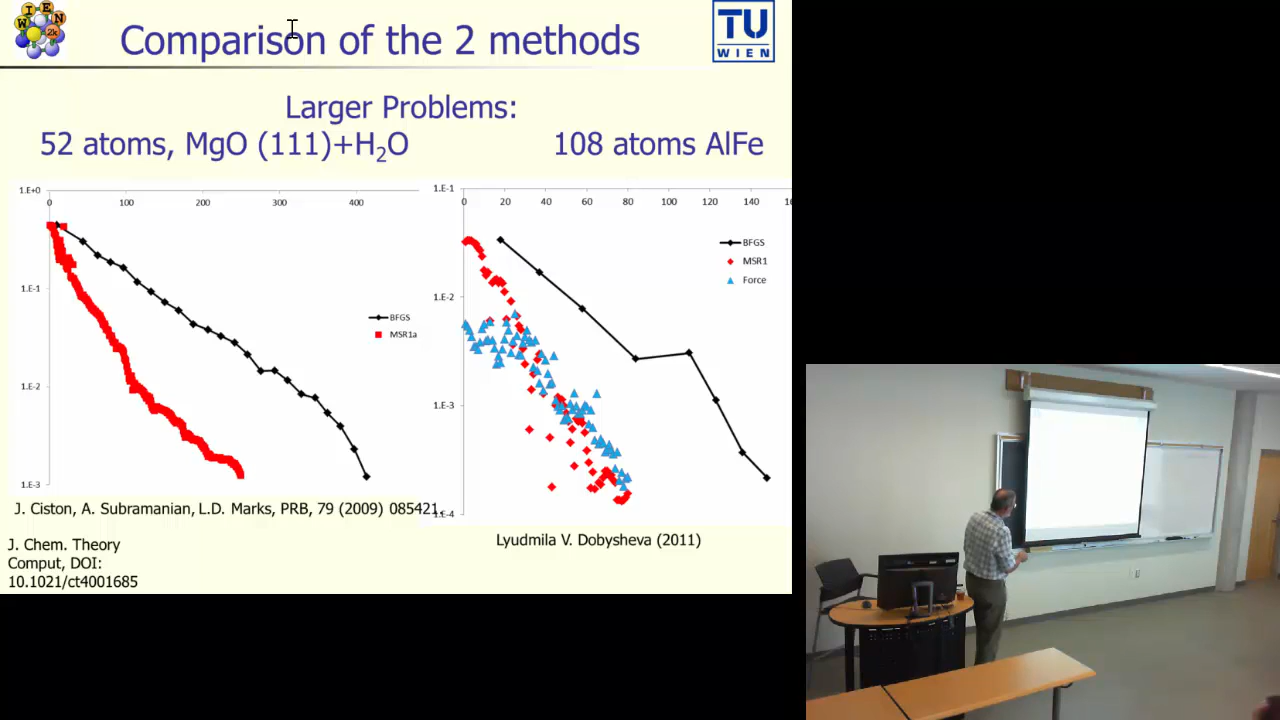 WIEN
2k
Comparison of the 2 methods
TU
WIEN
Larger Problems:
52 atoms, MgO (111)+H₂O
108 atoms AlFe
1.E+0
0 100 200 300 400
1.E-1
1.E-2
1.E-3
BFGS
MSR1a
1.E-1
0 20 40 60 80 100 120 140
1.E-2
1.E-3
1.E-4
BFGS
MSR1
Force
J. Ciston, A. Subramanian, L.D. Marks, PRB, 79 (2009) 085421.
Lyudmila V. Dobysheva (2011)
J. Chem. Theory
Comput, DOI:
10.1021/ct4001685